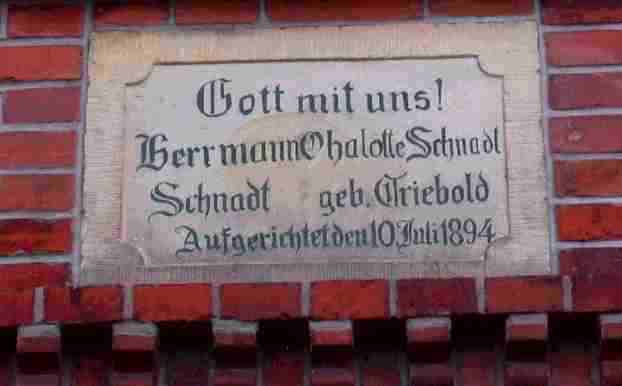 Gott mit uns!
Herrmann Chalotte Schnadt
Schnadt geb. Triebold
Aufgerichtet den 10. Juli 1894